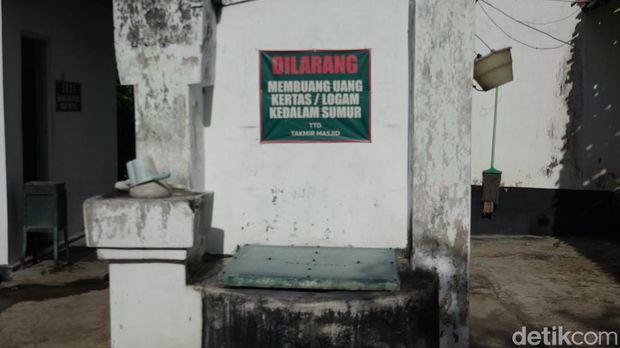 DILARANG
MEMBUANG UANG
KERTAS / LOGAM
KEDALAM SUMUR
TTD
TAKMIR MASJID
detikcom